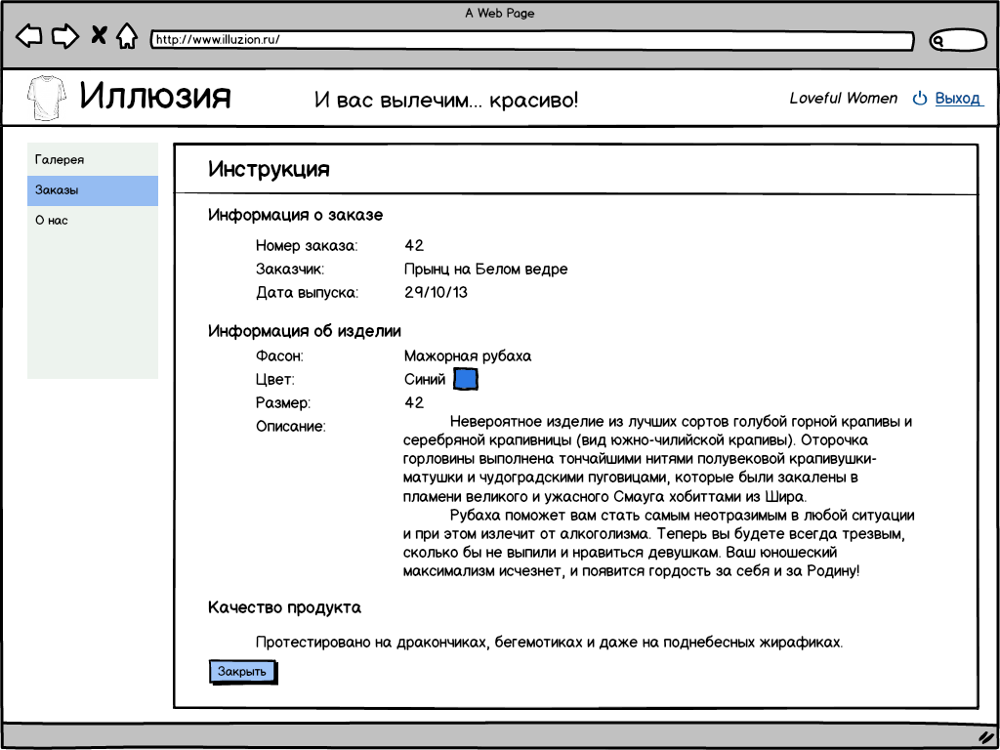 A Web Page
http://www.illuzion.ru/
Иллюзия
И вас вылечим... красиво!
Loveful Women
Выход
Галерея
Заказы
О нас
Инструкция
Информация о заказе
Номер заказа: 42
Заказчик: Прынц на Белом ведре
Дата выпуска: 29/10/13
Информация об изделии
Фасон: Мажорная рубаха
Цвет: Синий
Размер: 42
Описание: Невероятное изделие из лучших сортов голубой горной крапивы и
серебряной крапивницы (вид южно-чилийской крапивы). Оторочка
горловины выполнена тончайшими нитями полувековой крапивушки-
матушки и чудоградскими пуговицами, которые были закалены в
пламени великого и ужасного Смауга хобиттами из Шира.
Рубаха поможет вам стать самым неотразимым в любой ситуации
и при этом излечит от алкоголизма. Теперь вы будете всегда трезвым,
сколько бы не выпили и нравиться девушкам. Ваш юношеский
максимализм исчезнет, и появится гордость за себя и за Родину!
Качество продукта
Протестировано на дракончиках, бегемотиках и даже на поднебесных жирафиках.
Закрыть